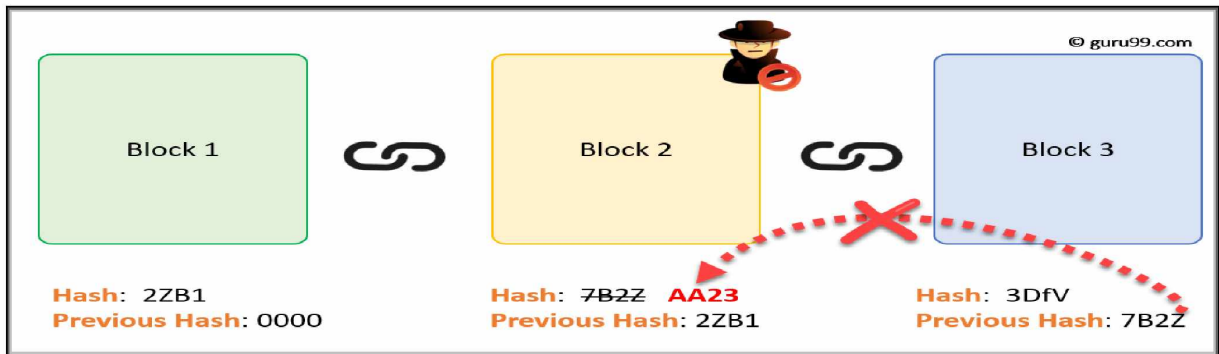 © guru99.com
Block 1
Block 2
Block 3
Hash: 2ZB1
Previous Hash: 0000
Hash: 7B2Z AA23
Previous Hash: 2ZB1
Hash: 3DfV
Previous Hash: 7B2Z